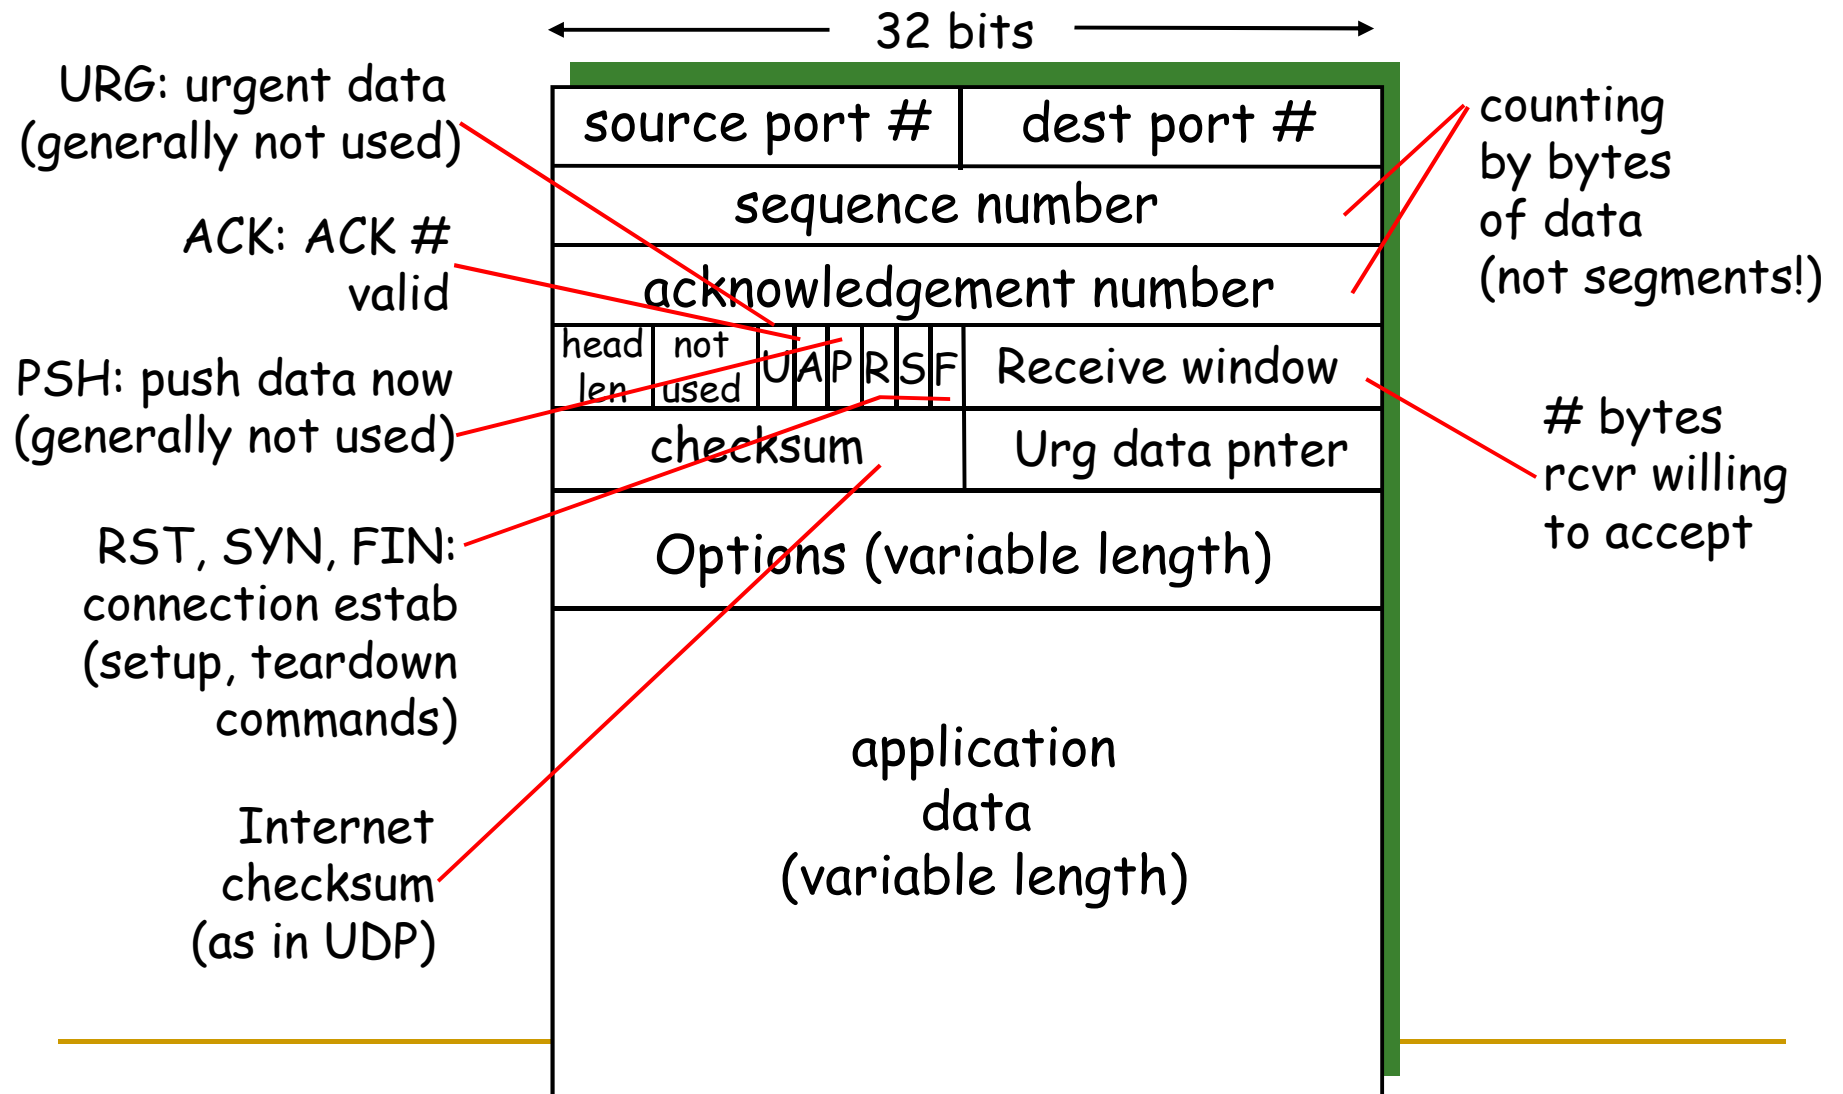 32 bits
URG: urgent data
(generally not used)
ACK: ACK #
valid
PSH: push data now
(generally not used)
RST, SYN, FIN:
connection estab
(setup, teardown
commands)
Internet
checksum
(as in UDP)
source port # dest port #
sequence number
acknowledgement number
head
len
not
used
U A P R S F
Receive window
checksum
Urg data pnter
Options (variable length)
application
data
(variable length)
counting
by bytes
of data
(not segments!)
# bytes
rcvr willing
to accept